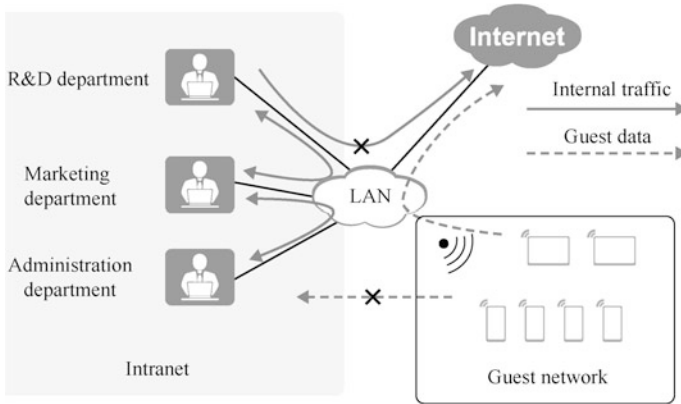 Internet
R&D department
Internal traffic
Guest data
Marketing
department
LAN
Administration
department
Intranet
Guest network